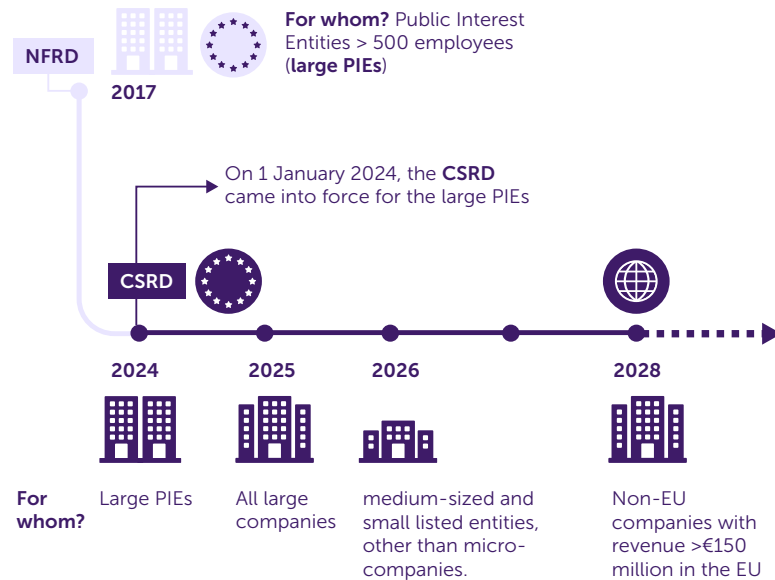 NFRD
2017
For whom? Public Interest
Entities > 500 employees
(large PIEs)
On 1 January 2024, the CSRD
came into force for the large PIEs
CSRD
2024
2025
2026
2028
For
whom?
Large PIEs
All large
companies
medium-sized and
small listed entities,
other than micro-
companies.
Non-EU
companies with
revenue >€150
million in the EU